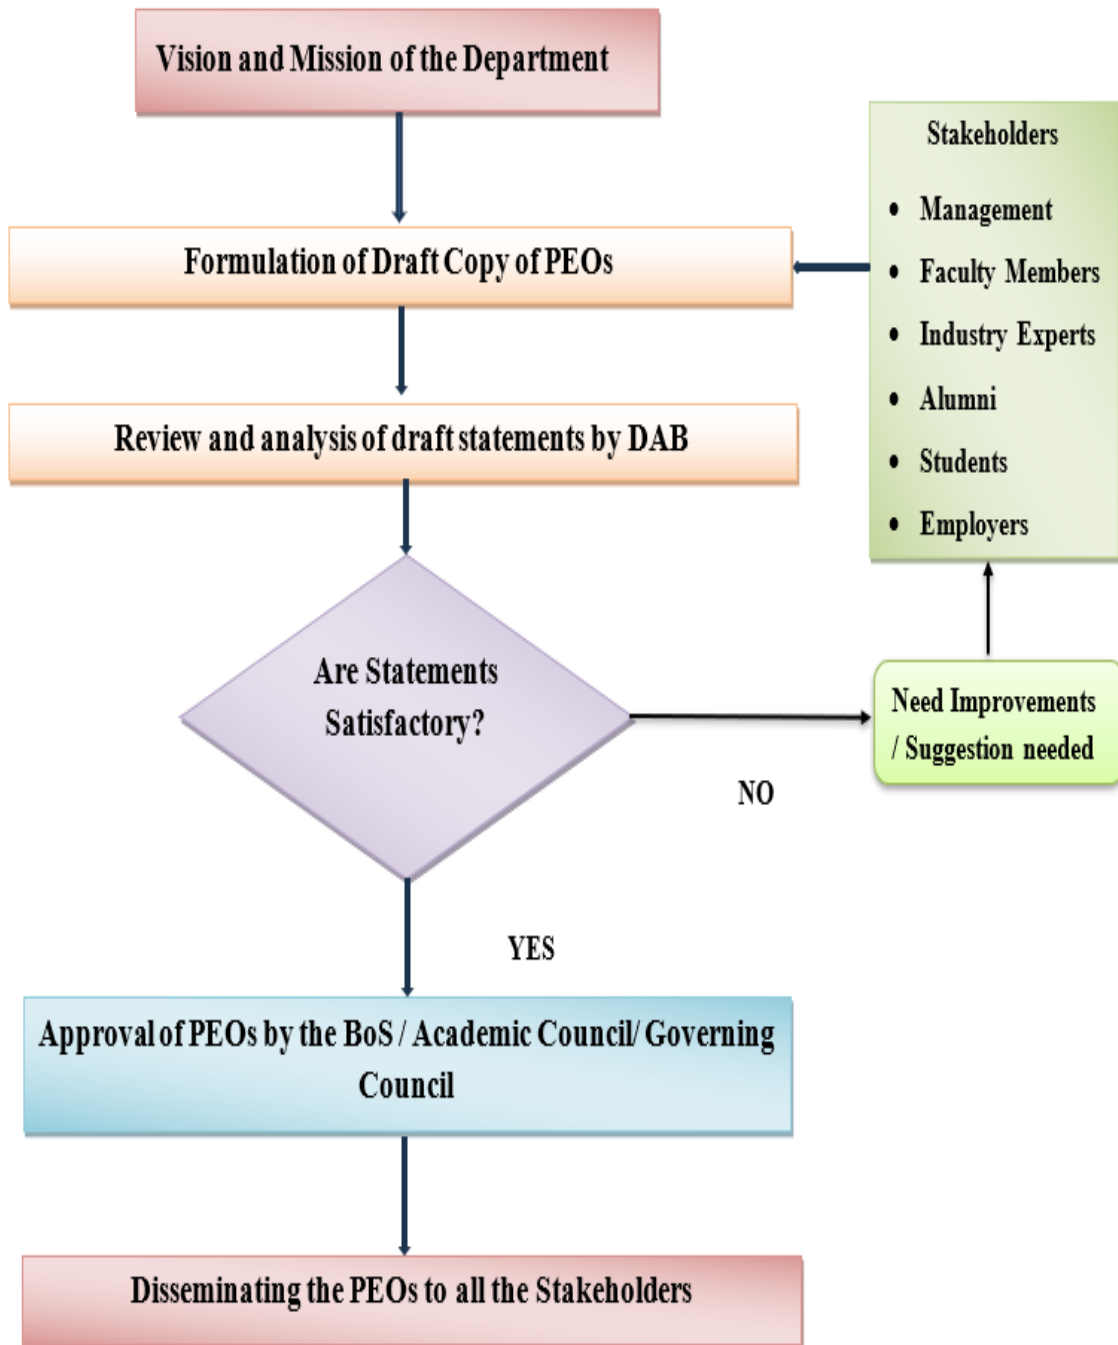 Vision and Mission of the Department
Stakeholders
• Management
• Faculty Members
• Industry Experts
• Alumni
• Students
• Employers
Formulation of Draft Copy of PEOs
Review and analysis of draft statements by DAB
Are Statements
Satisfactory?
Need Improvements
/ Suggestion needed
NO
YES
Approval of PEOs by the BoS / Academic Council/ Governing
Council
Disseminating the PEOs to all the Stakeholders